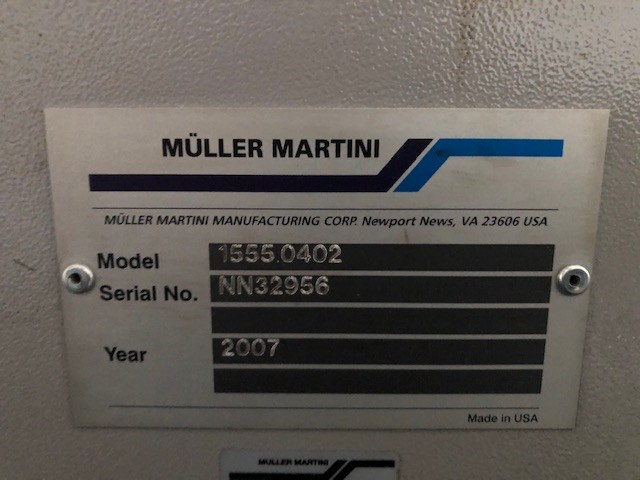 MÜLLER MARTINI
MÜLLER MARTINI MANUFACTURING CORP. Newport News, VA 23606 USA
Model 1555.0402
Serial No. NN32956
Year 2007
Made in USA
MÜLLER MARTINI